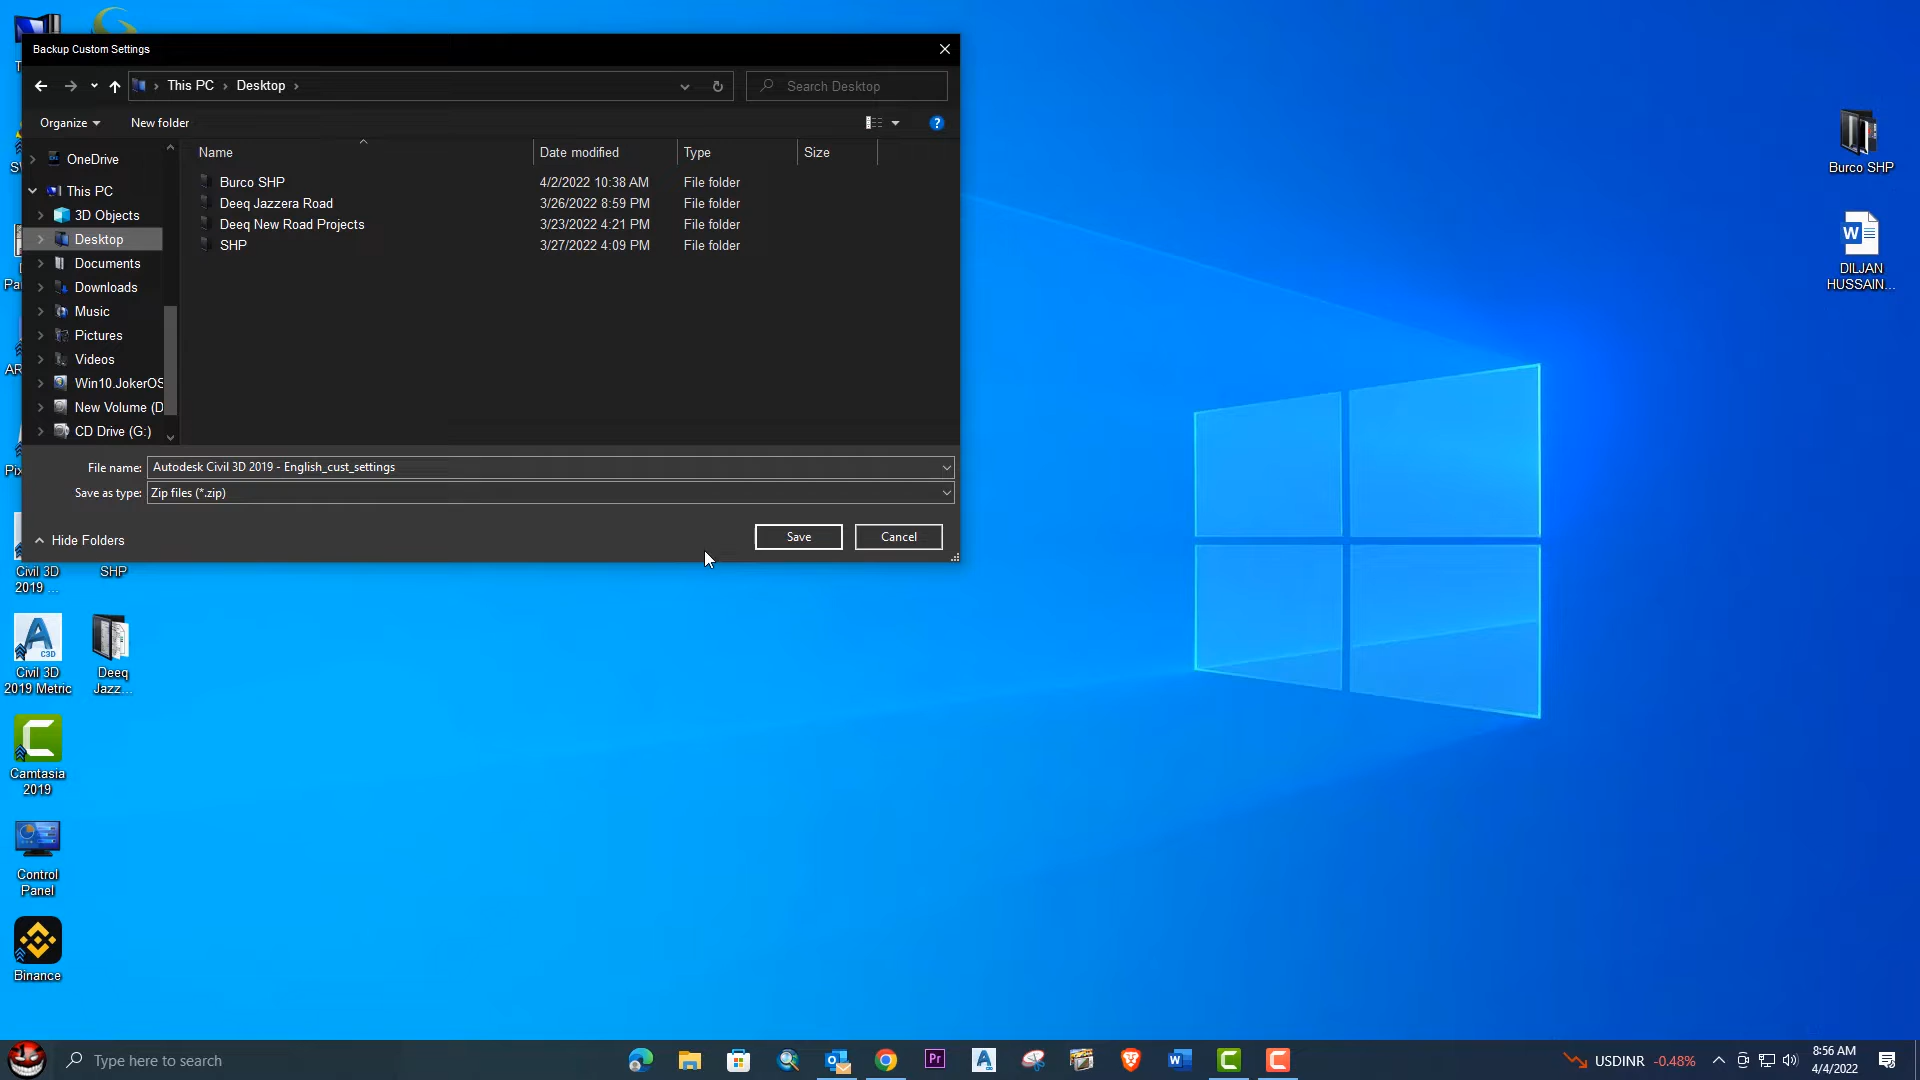 Backup Custom Settings
This PC
Desktop
Search Desktop
Organize
New folder
Name
Date modified
Type
Size
Burco SHP
4/2/2022 10:38 AM
File folder
Deeq Jazzera Road
3/26/2022 8:59 PM
File folder
Deeq New Road Projects
3/23/2022 4:21 PM
File folder
SHP
3/27/2022 4:09 PM
File folder
OneDrive
This PC
3D Objects
Desktop
Documents
Downloads
Music
Pictures
Videos
Win10.JokerOS
New Volume (D
CD Drive (G:)
File name:
Autodesk Civil 3D 2019 - English_cust_settings
Save as type:
Zip files (*.zip)
Hide Folders
Save
Cancel
Civil 3D
2019 ...
SHP
Civil 3D
2019 Metric
Deeq
Jazz...
Camtasia
2019
Control
Panel
Binance
Burco SHP
DILJAN
HUSSAIN...
Type here to search
USDINR
-0.48%
8:56 AM
4/4/2022